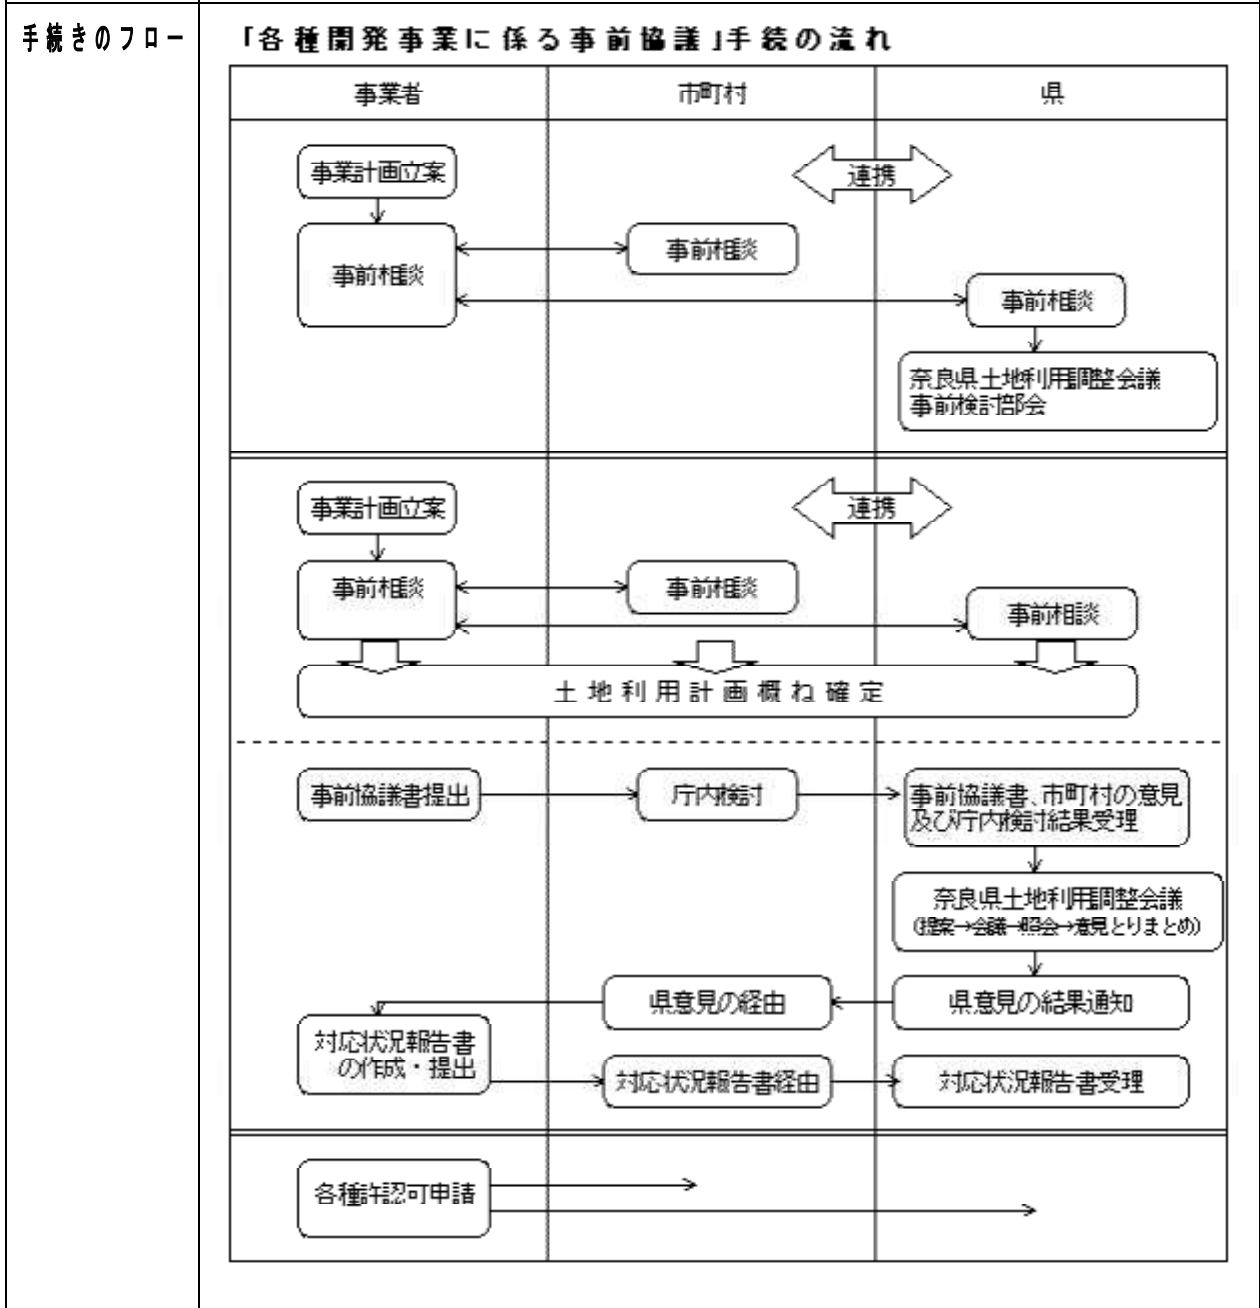 手続きのフロー
「各種開発事業に係る事前協議」手続の流れ
事業者
市町村
県
事業計画立案
連携
事前相談
事前相談
事前相談
奈良県土地利用調整会議
事前検討部会
事業計画立案
連携
事前相談
事前相談
事前相談
土地利用計画概ね確定
事前協議書提出
庁内検討
事前協議書、市町村の意見
及び庁内検討結果受理
奈良県土地利用調整会議
(提案→会議→照会→意見とりまとめ)
県意見の経由
県意見の結果通知
対応状況報告書
の作成・提出
対応状況報告書経由
対応状況報告書受理
各種許認可申請